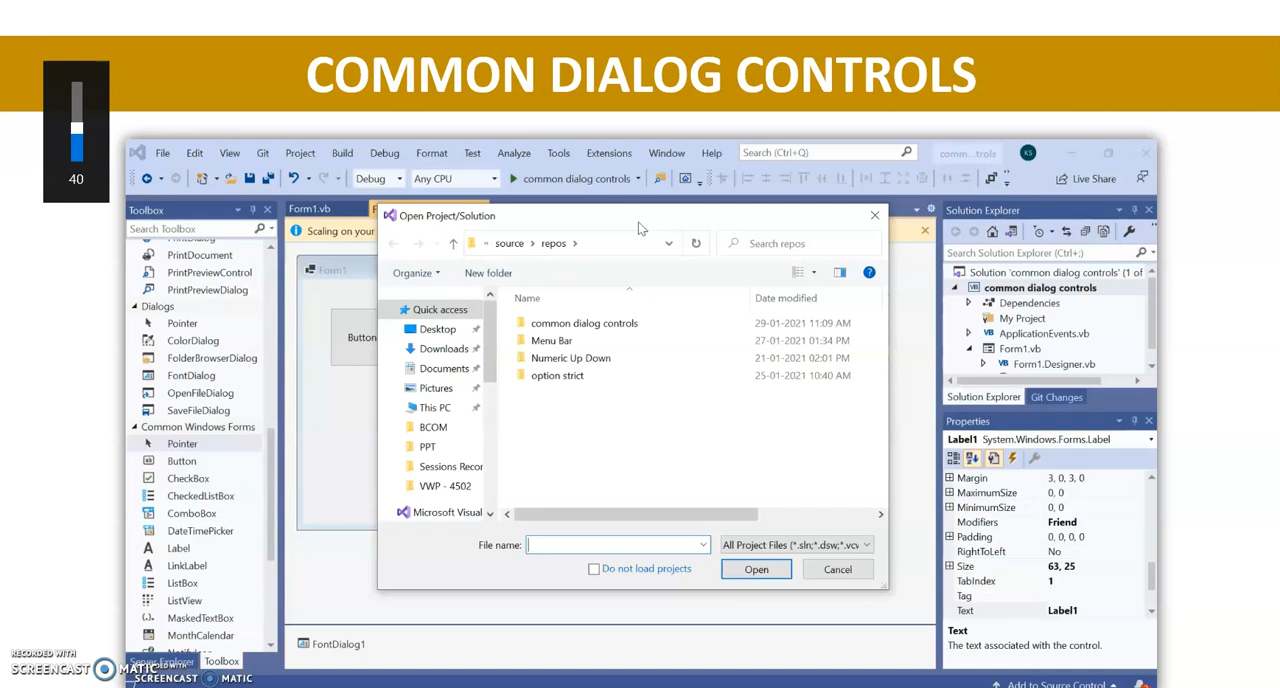 COMMON DIALOG CONTROLS
40
File Edit View Git Project Build Debug Format Test Analyze Tools Extensions Window Help Search (Ctrl+Q) comm...trols KS
Debug Any CPU common dialog controls Live Share
Toolbox
Search Toolbox
PrintDocument
PrintPreviewControl
PrintPreviewDialog
Dialogs
Pointer
ColorDialog
FolderBrowserDialog
FontDialog
OpenFileDialog
SaveFileDialog
Common Windows Forms
Pointer
Button
CheckBox
CheckedListBox
ComboBox
DateTimePicker
Label
LinkLabel
ListBox
ListView
MaskedTextBox
MonthCalendar
Server Explorer Toolbox
Form1.vb
Scaling on your
Form1
Button
FontDialog1
Open Project/Solution
source repos
Search repos
Organize New folder
Quick access
Desktop
Downloads
Documents
Pictures
This PC
BCOM
PPT
Sessions Recor
VWP - 4502
Microsoft Visual
Name Date modified
common dialog controls 29-01-2021 11:09 AM
Menu Bar 27-01-2021 01:34 PM
Numeric Up Down 21-01-2021 02:01 PM
option strict 25-01-2021 10:40 AM
File name: All Project Files (*.sln;*.dsw;*.vcw
Do not load projects Open Cancel
Solution Explorer
Search Solution Explorer (Ctrl+;)
Solution 'common dialog controls' (1 of
common dialog controls
Dependencies
My Project
ApplicationEvents.vb
Form1.vb
Form1.Designer.vb
Solution Explorer Git Changes
Properties
Label1 System.Windows.Forms.Label
Margin 3, 0, 3, 0
MaximumSize 0, 0
MinimumSize 0, 0
Modifiers Friend
Padding 0, 0, 0, 0
RightToLeft No
Size 63, 25
TabIndex 1
Tag
Text Label1
Text
The text associated with the control.
Add to Source Control
RECORDED WITH
SCREENCAST MATIC
SCREENCAST MATIC